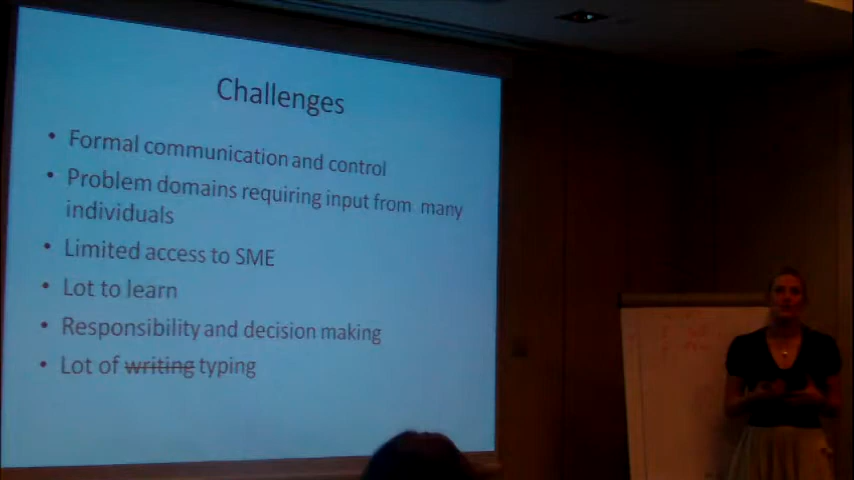 Challenges
• Formal communication and control
• Problem domains requiring input from many
individuals
• Limited access to SME
• Lot to learn
• Responsibility and decision making
• Lot of writing typing